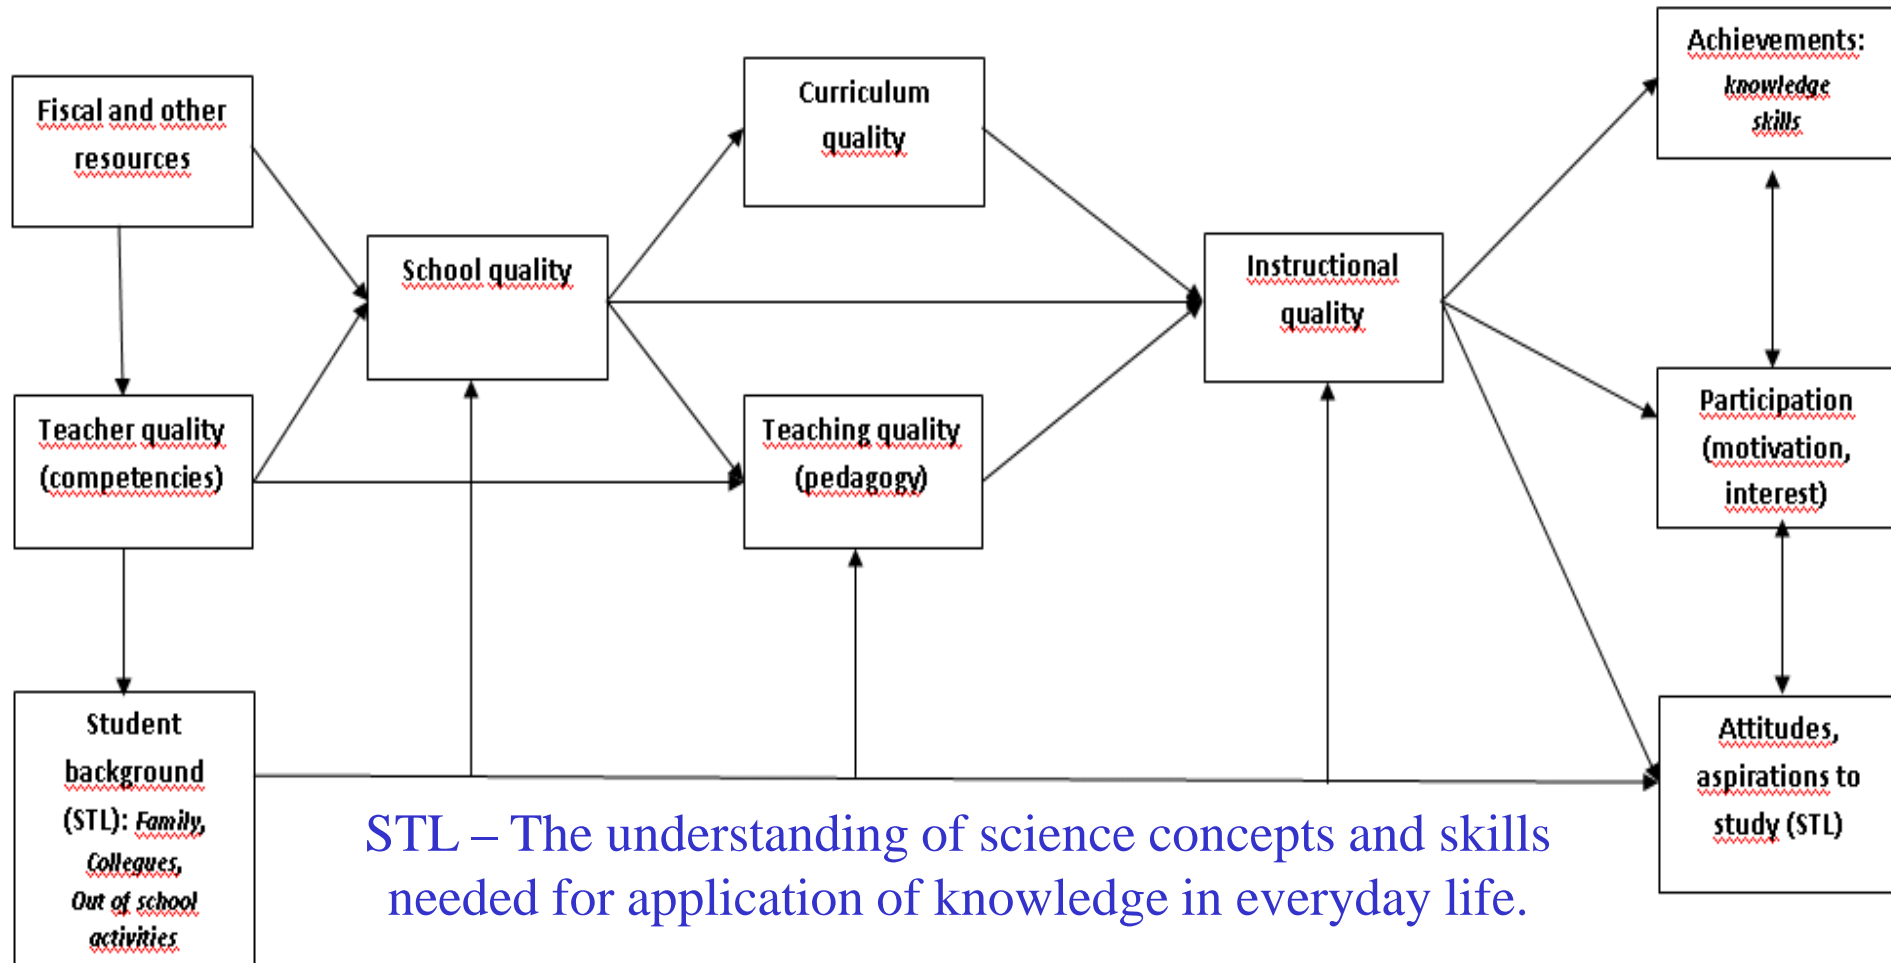 Fiscal and other
resources
Teacher quality
(competencies)
Student
background
(STL): Family,
Collegues,
Out of school
activities
School quality
Curriculum
quality
Teaching quality
(pedagogy)
Instructional
quality
Achievements:
knowledge
skills
Participation
(motivation,
interest)
Attitudes,
aspirations to
study (STL)
STL – The understanding of science concepts and skills
needed for application of knowledge in everyday life.